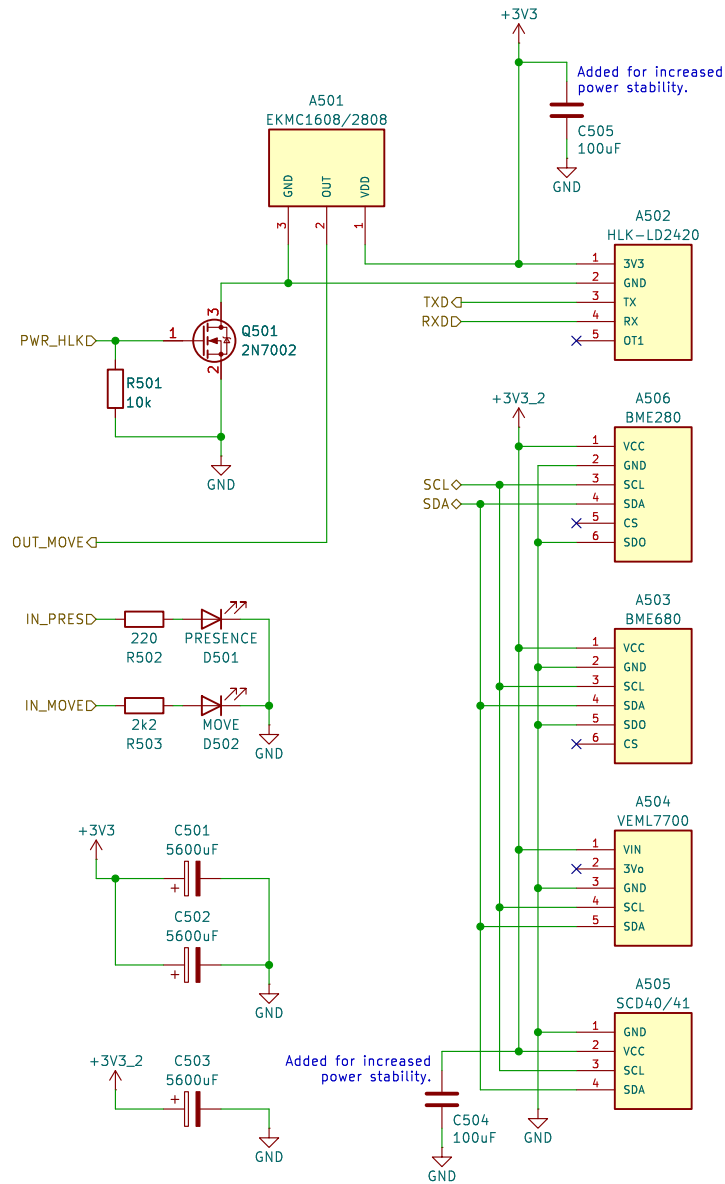 +3V3
Added for increased
power stability.
C505
100uF
GND
A501
EKMC1608/2808
GND
OUT
VDD
3
2
1
A502
HLK-LD2420
1 3V3
2 GND
3 TX
4 RX
5 OT1
TXD
RXD
PWR_HLK
1
3
2
Q501
2N7002
R501
10k
GND
+3V3_2
A506
BME280
1 VCC
2 GND
3 SCL
4 SDA
5 CS
6 SDO
SCL
SDA
OUT_MOVE
IN_PRES
220
R502
PRESENCE
D501
IN_MOVE
2k2
R503
MOVE
D502
GND
A503
BME680
1 VCC
2 GND
3 SCL
4 SDA
5 SDO
6 CS
+3V3
C501
5600uF
+
C502
5600uF
+
GND
A504
VEML7700
1 VIN
2 3Vo
3 GND
4 SCL
5 SDA
+3V3_2
C503
5600uF
+
GND
Added for increased
power stability.
C504
100uF
GND
A505
SCD40/41
1 GND
2 VCC
3 SCL
4 SDA
GND